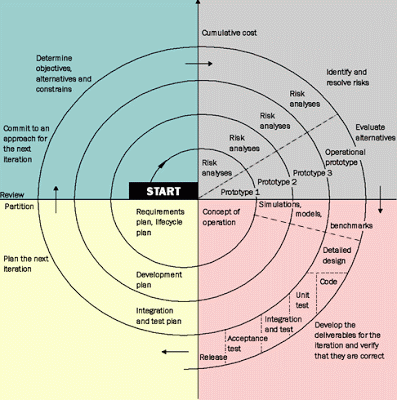 Cumulative cost
Determine
objectives,
alternatives and
constrains
Identify and
resolve risks
Risk
analyses
Risk
analyses
Risk
analyses
Risk
analyses
Commit to an
approach for
the next
iteration
Evaluate
alternatives
Operational
prototype
Prototype 3
Prototype 2
Prototype 1
START
Review
Partition
Requirements
plan, lifecycle
plan
Concept of
operation
Simulations,
models,
benchmarks
Plan the next
iteration
Development
plan
Detailed
design
Code
Unit
test
Integration
and test plan
Integration
and test
Acceptance
test
Release
Develop the
deliverables for the
iteration and verify
that they are correct